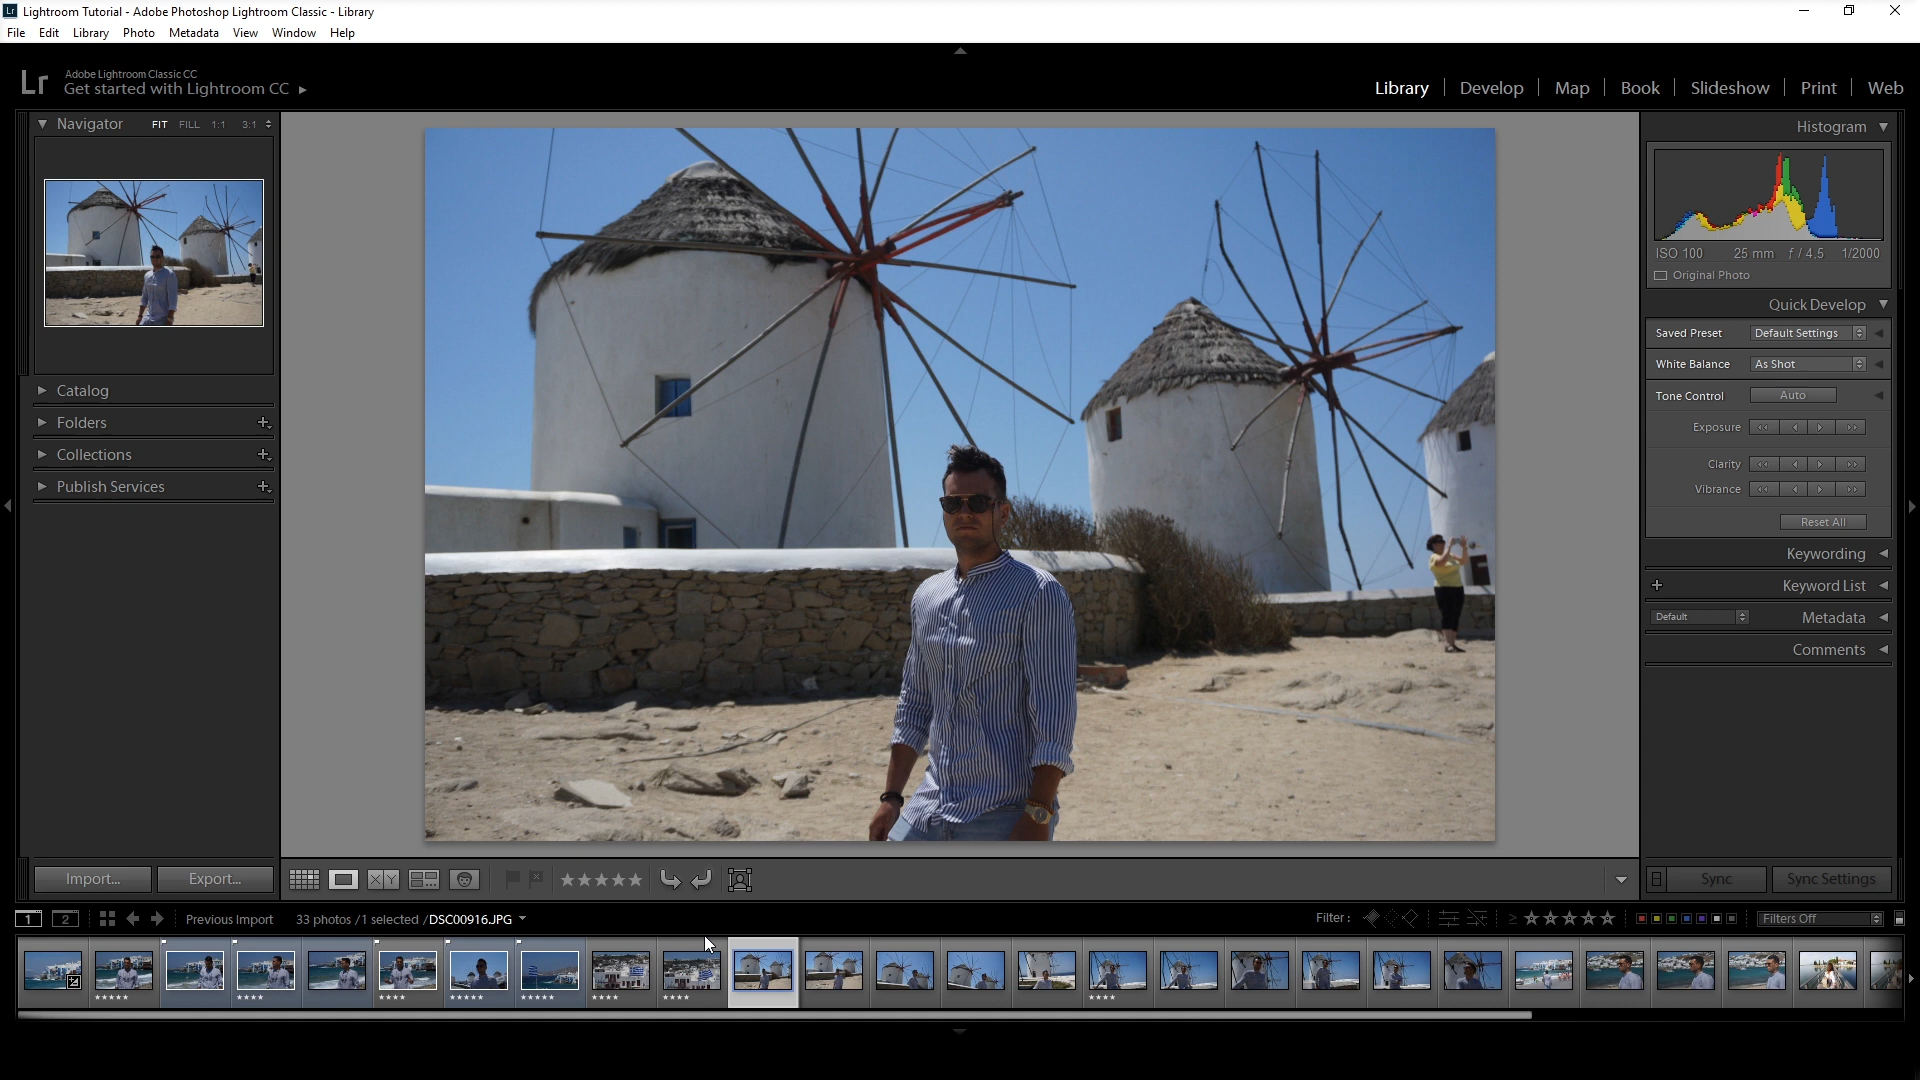 Lr Lightroom Tutorial - Adobe Photoshop Lightroom Classic - Library
File Edit Library Photo Metadata View Window Help
Lr Adobe Lightroom Classic CC
Get started with Lightroom CC
Library Develop Map Book Slideshow Print Web
Navigator FIT FILL 1:1 3:1
Histogram
ISO 100 25 mm ƒ / 4,5 1/2000
Original Photo
Quick Develop
Saved Preset Default Settings
White Balance As Shot
Tone Control Auto
Exposure
Clarity
Vibrance
Reset All
Catalog
Folders
Collections
Publish Services
Keywording
Keyword List
Default Metadata
Comments
Import... Export...
X Y
Sync Sync Settings
1 2 Previous Import 33 photos / 1 selected / DSC00916.JPG
Filter: ≥ Filters Off